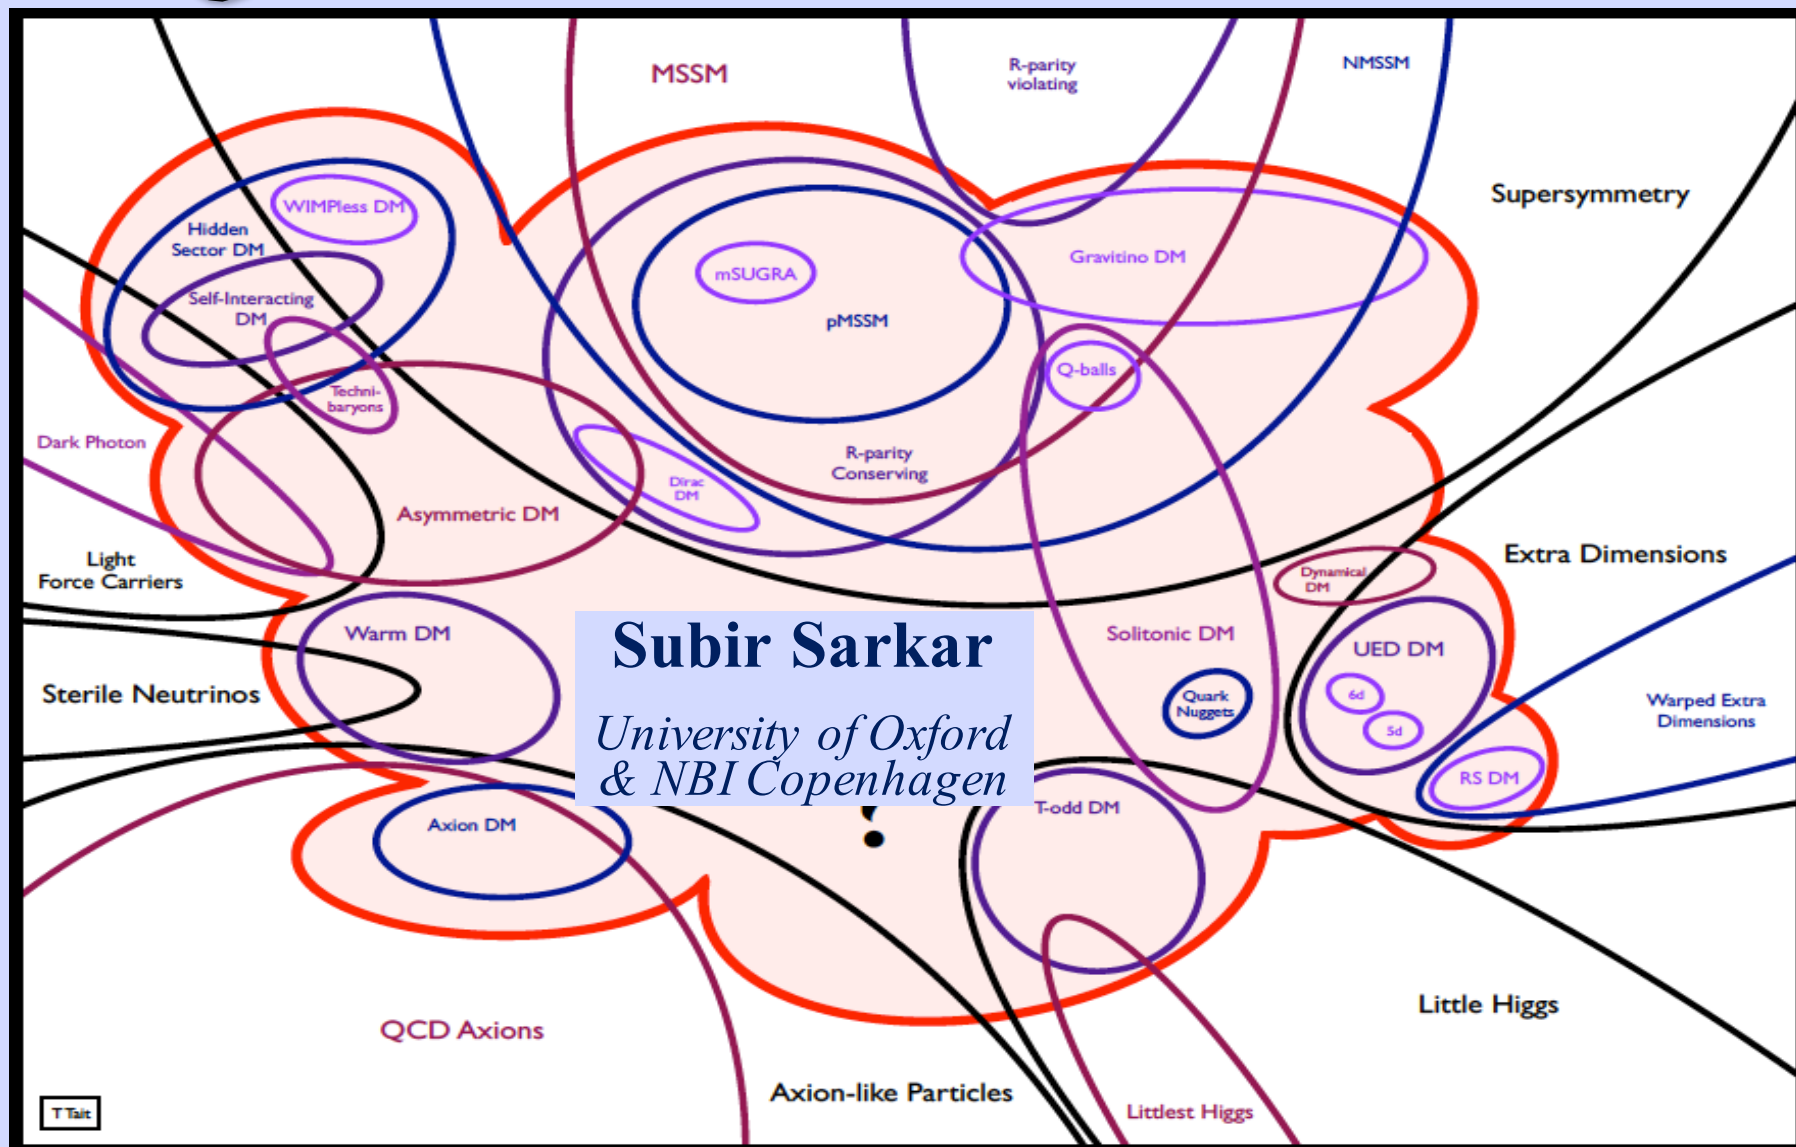 MSSM
R-parity
violating
NMSSM
Supersymmetry
WIMPless DM
Hidden
Sector DM
Self-Interacting
DM
mSUGRA
pMSSM
Gravitino DM
Q-balls
Techni-
baryons
Dark Photon
R-parity
Conserving
Dirac
DM
Asymmetric DM
Light
Force Carriers
Extra Dimensions
Dynamical
DM
Warm DM
Subir Sarkar
University of Oxford
& NBI Copenhagen
?
Solitonic DM
UED DM
6d
5d
Sterile Neutrinos
Quark
Nuggets
Warped Extra
Dimensions
RS DM
Axion DM
T-odd DM
QCD Axions
Little Higgs
Axion-like Particles
Littlest Higgs
T Tait